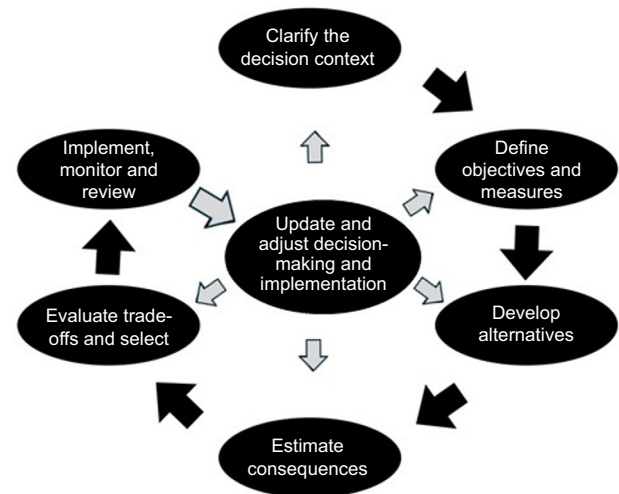 Clarify the
decision context
Define
objectives and
measures
Develop
alternatives
Estimate
consequences
Evaluate trade-
offs and select
Implement,
monitor and
review
Update and
adjust decision-
making and
implementation